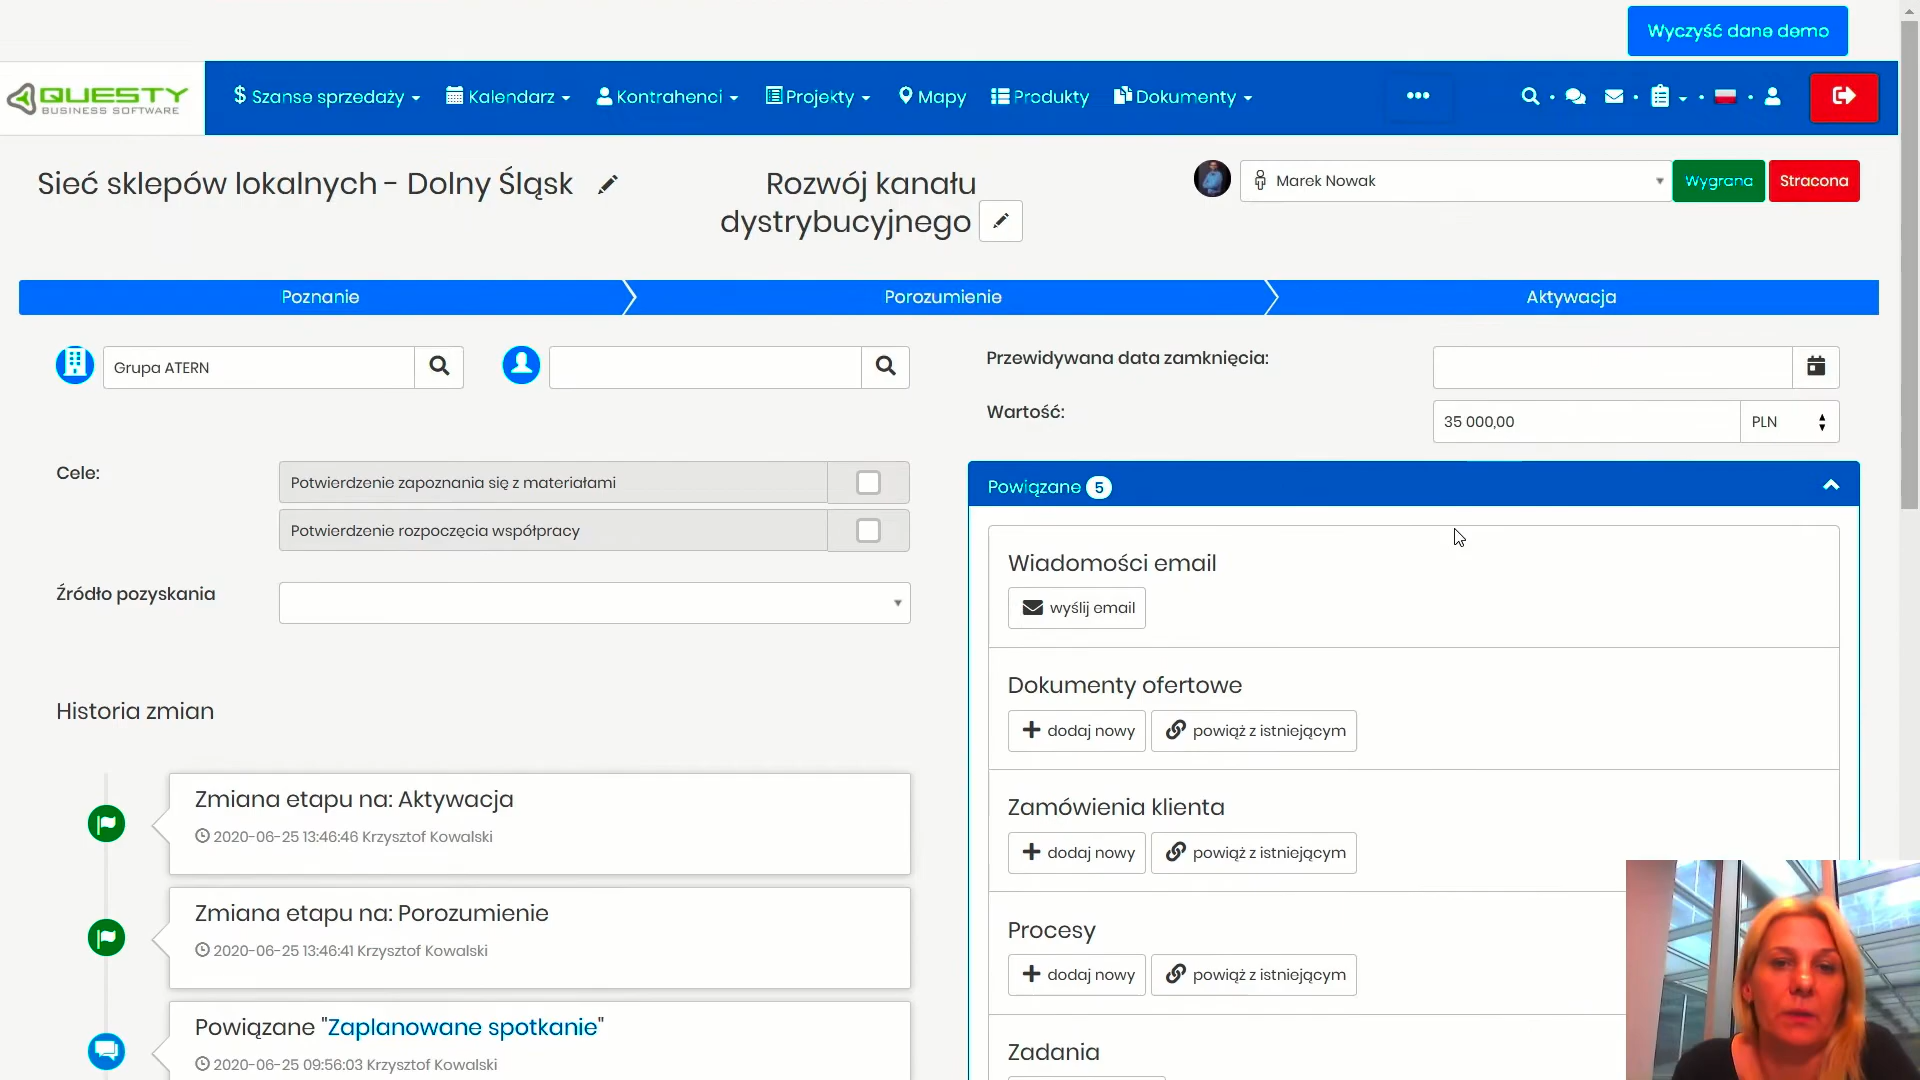 Wyczyść dane demo
QUESTY
BUSINESS SOFTWARE
Szanse sprzedaży
Kalendarz
Kontrahenci
Projekty
Mapy
Produkty
Dokumenty
Sieć sklepów lokalnych - Dolny Śląsk
Rozwój kanału
dystrybucyjnego
Marek Nowak
Wygrana
Stracona
Poznanie
Porozumienie
Aktywacja
Grupa ATERN
Przewidywana data zamknięcia:
Wartość:
35 000,00
PLN
Cele:
Potwierdzenie zapoznania się z materiałami
Potwierdzenie rozpoczęcia współpracy
Źródło pozyskania
Powiązane 5
Wiadomości email
wyślij email
Dokumenty ofertowe
dodaj nowy
powiąż z istniejącym
Zamówienia klienta
dodaj nowy
powiąż z istniejącym
Procesy
dodaj nowy
powiąż z istniejącym
Zadania
Historia zmian
Zmiana etapu na: Aktywacja
2020-06-25 13:46:46 Krzysztof Kowalski
Zmiana etapu na: Porozumienie
2020-06-25 13:46:41 Krzysztof Kowalski
Powiązane "Zaplanowane spotkanie"
2020-06-25 09:56:03 Krzysztof Kowalski